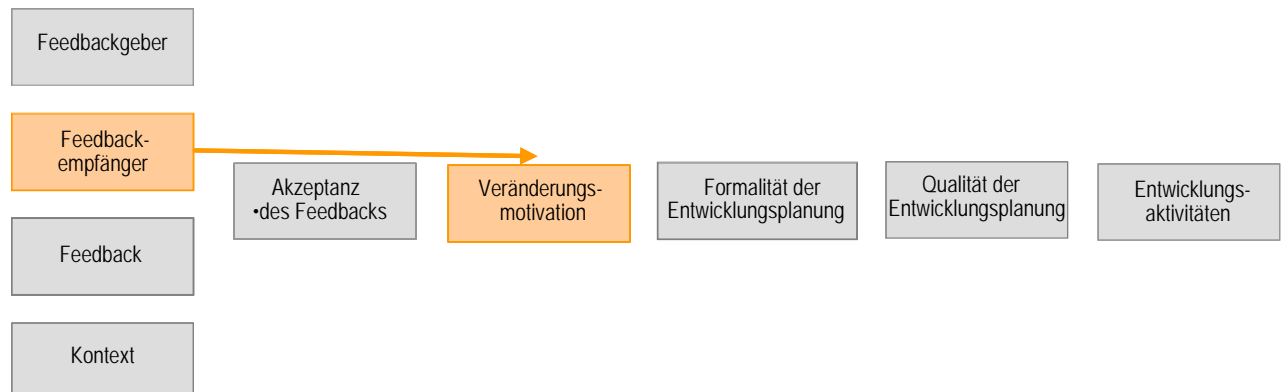 Feedbackgeber
Feedback-
empfänger
Akzeptanz
•des Feedbacks
Veränderungs-
motivation
Formalität der
Entwicklungsplanung
Qualität der
Entwicklungsplanung
Entwicklungs-
aktivitäten
Feedback
Kontext